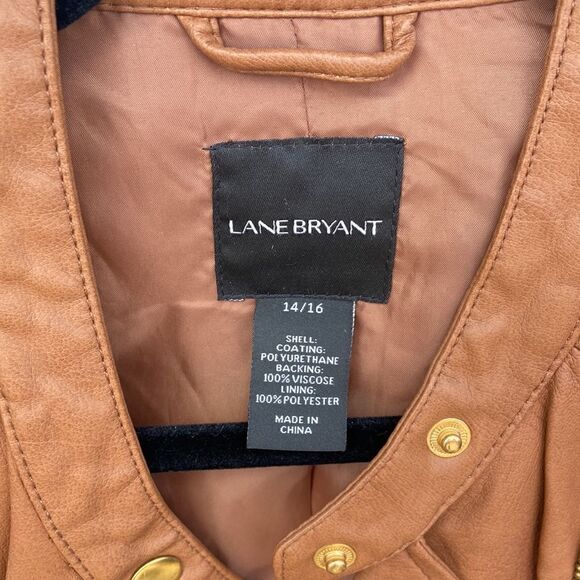 LANE BRYANT
14/16
SHELL:
COATING:
POLYURETHANE
BACKING:
100% VISCOSE
LINING:
100% POLYESTER
MADE IN
CHINA